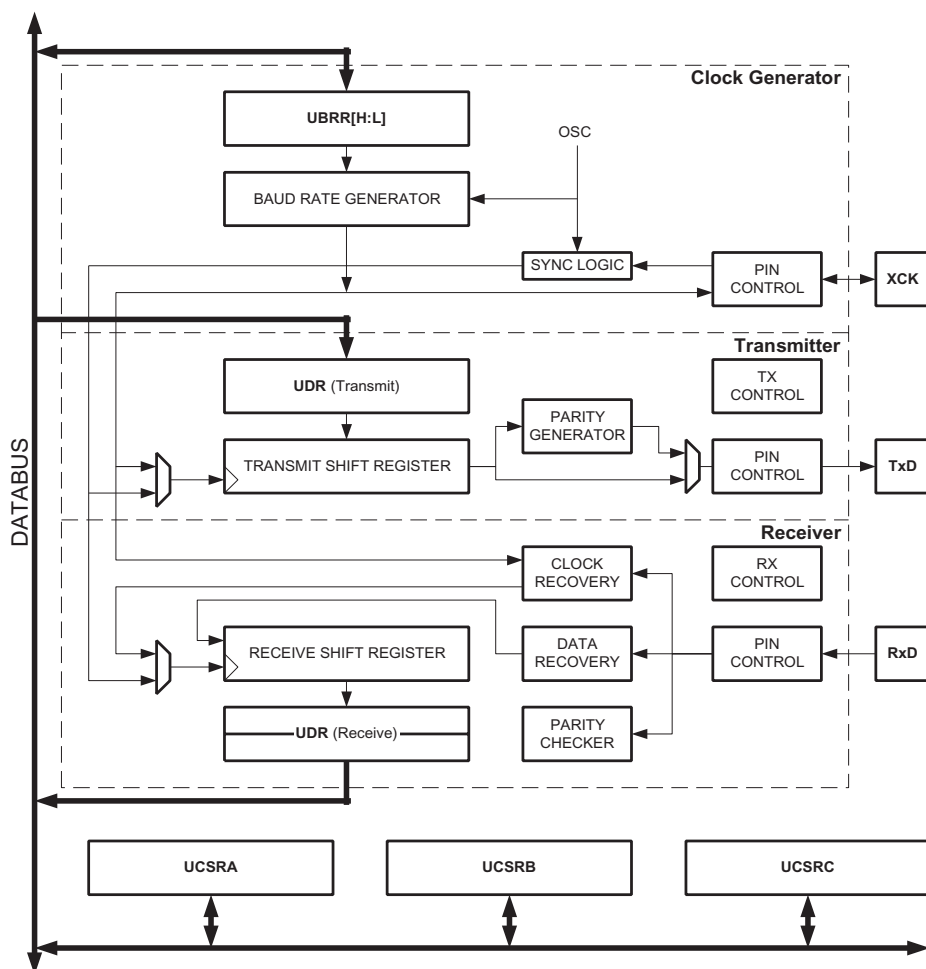 Clock Generator
UBRR[H:L]
OSC
BAUD RATE GENERATOR
SYNC LOGIC
PIN
CONTROL
XCK
DATABUS
Transmitter
UDR (Transmit)
TX
CONTROL
PARITY
GENERATOR
TRANSMIT SHIFT REGISTER
PIN
CONTROL
TxD
Receiver
CLOCK
RECOVERY
RX
CONTROL
RECEIVE SHIFT REGISTER
DATA
RECOVERY
PIN
CONTROL
RxD
UDR (Receive)
PARITY
CHECKER
UCSRA
UCSRB
UCSRC